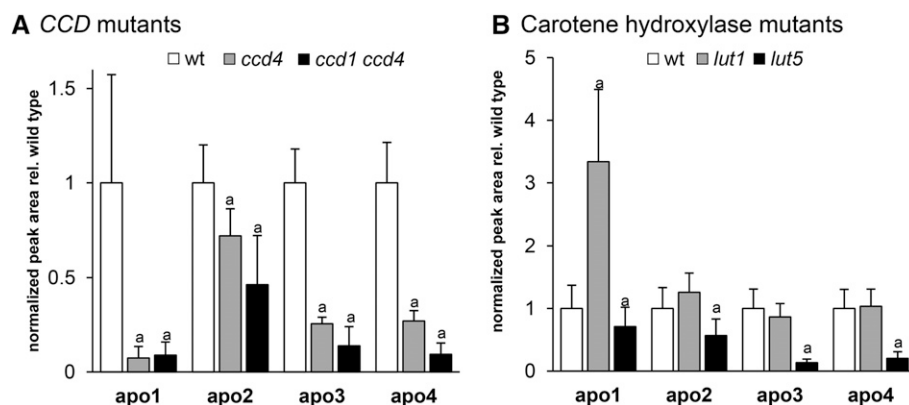 A CCD mutants
wt ccd4 ccd1 ccd4
normalized peak area rel. wild type
1.5
1
0.5
0
a a a a a a a a
apo1 apo2 apo3 apo4
B Carotene hydroxylase mutants
wt lut1 lut5
normalized peak area rel. wild type
5
4
3
2
1
0
a a a a a
apo1 apo2 apo3 apo4